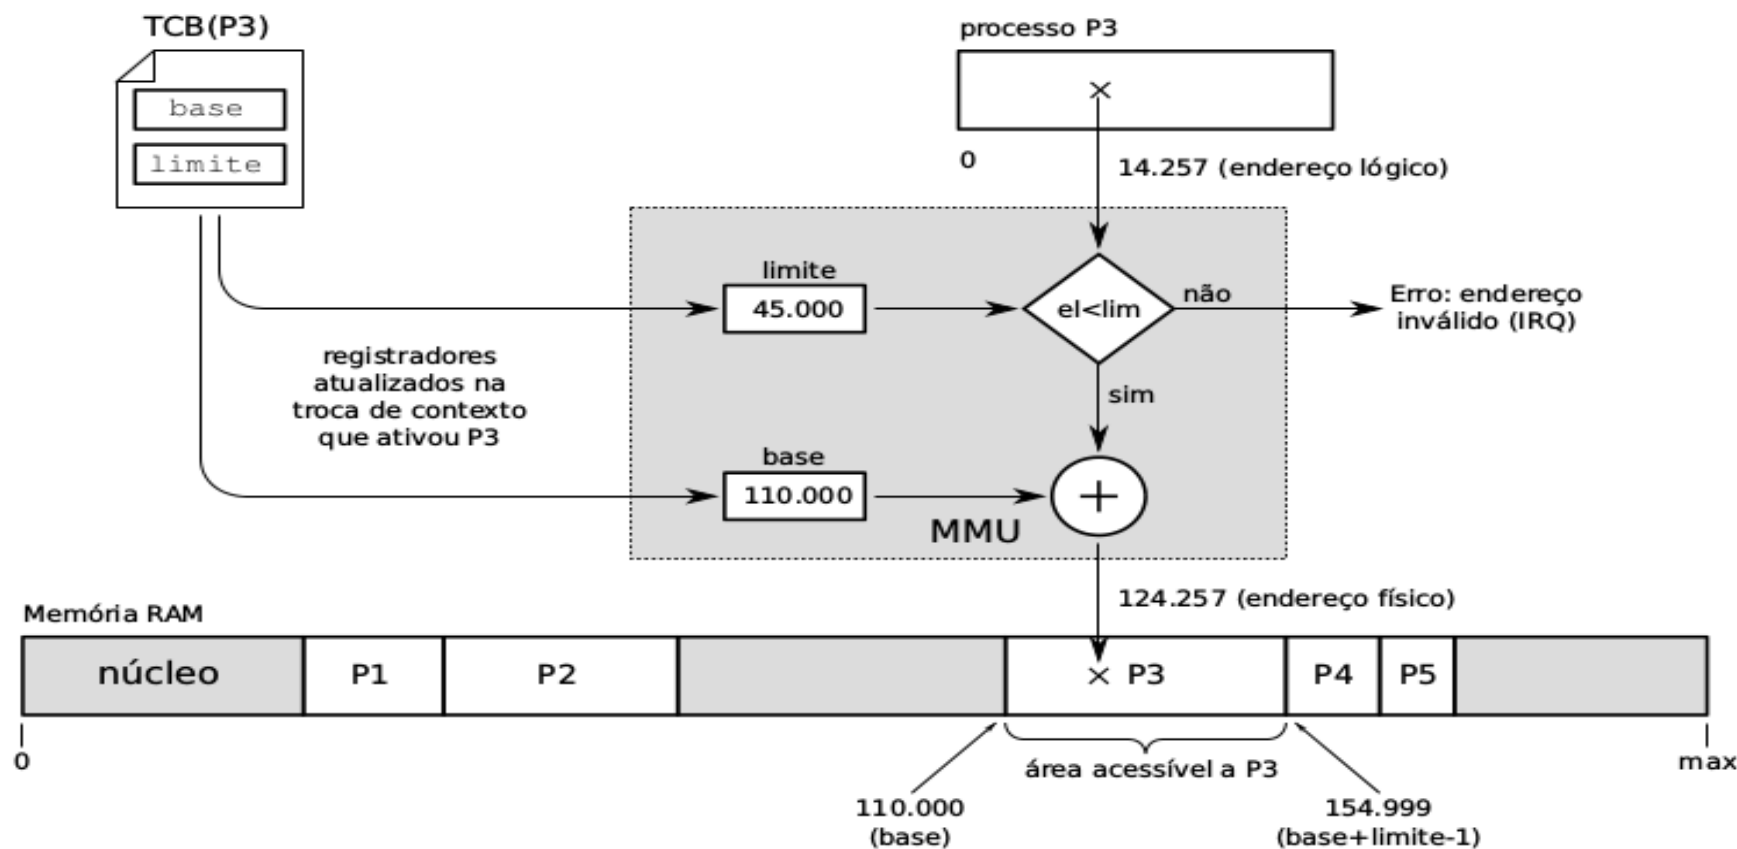 TCB(P3)
base
limite
processo P3
×
0
14.257 (endereço lógico)
limite
45.000
el<lim
não
Erro: endereço
inválido (IRQ)
sim
registradores
atualizados na
troca de contexto
que ativou P3
base
110.000
+
MMU
124.257 (endereço físico)
Memória RAM
núcleo
P1
P2
× P3
P4
P5
0
max
área acessível a P3
110.000
(base)
154.999
(base+limite-1)